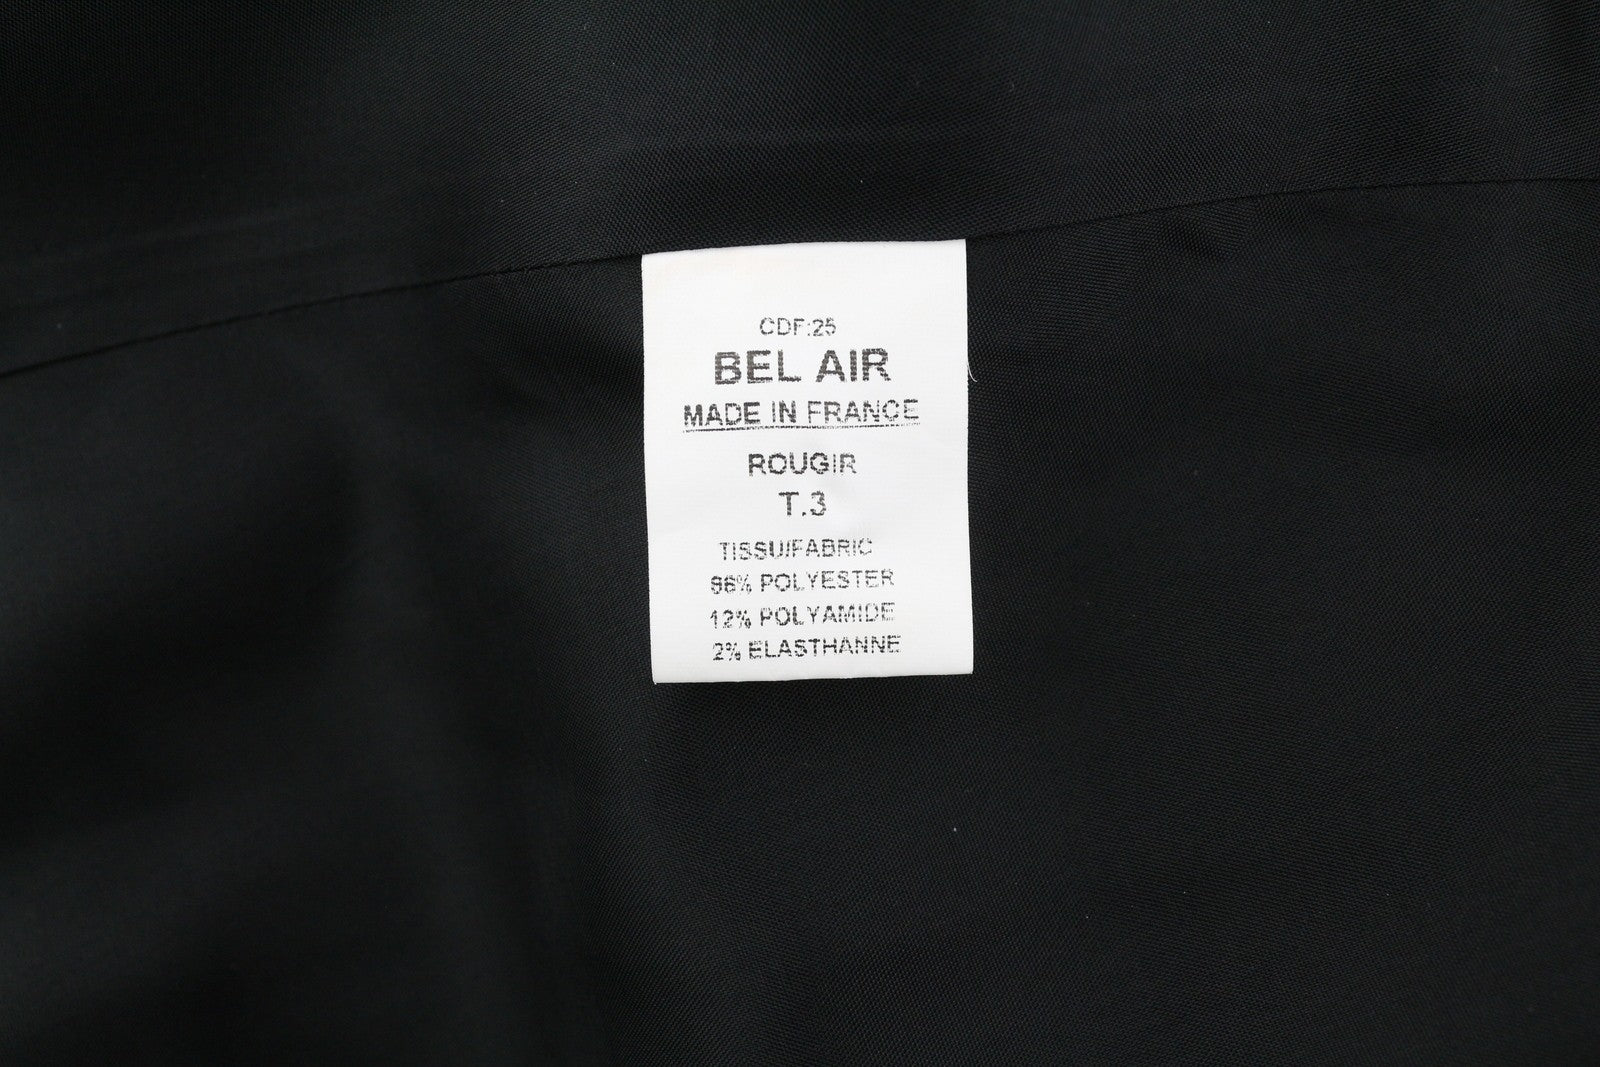 CDF:25
BEL AIR
MADE IN FRANCE
ROUGIR
T.3
TISSU/FABRIC
86% POLYESTER
12% POLYAMIDE
2% ELASTHANNE